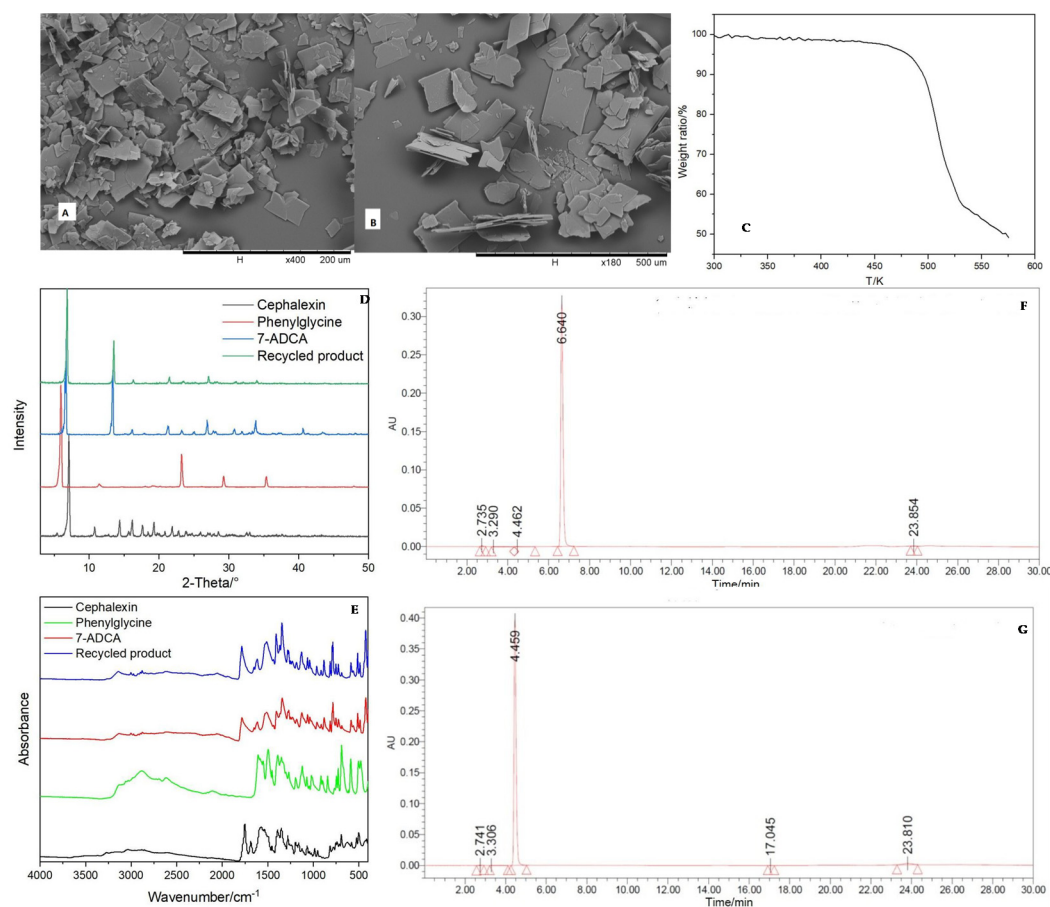 A
H x400 200 um
B
H x180 500 um
100
90
80
70
60
50
Weight ratio/%
C
300 350 400 450 500 550 600
T/K
D
Cephalexin
Phenylglycine
7-ADCA
Recycled product
Intensity
0 10 20 30 40 50
2-Theta/°
E
Cephalexin
Phenylglycine
7-ADCA
Recycled product
Absorbance
4000 3500 3000 2500 2000 1500 1000 500
Wavenumber/cm⁻¹
F
0.30
0.25
0.20
0.15
0.10
0.05
0.00
AU
2.735
3.290
4.462
6.640
23.854
2.00 4.00 6.00 8.00 10.00 12.00 14.00 16.00 18.00 20.00 22.00 24.00 26.00 28.00 30.00
Time/min
G
0.40
0.30
0.20
0.15
0.10
0.05
0.00
AU
2.741
3.306
4.459
17.045
23.810
2.00 4.00 6.00 8.00 10.00 12.00 14.00 16.00 18.00 20.00 22.00 24.00 26.00 28.00 30.00
Time/min